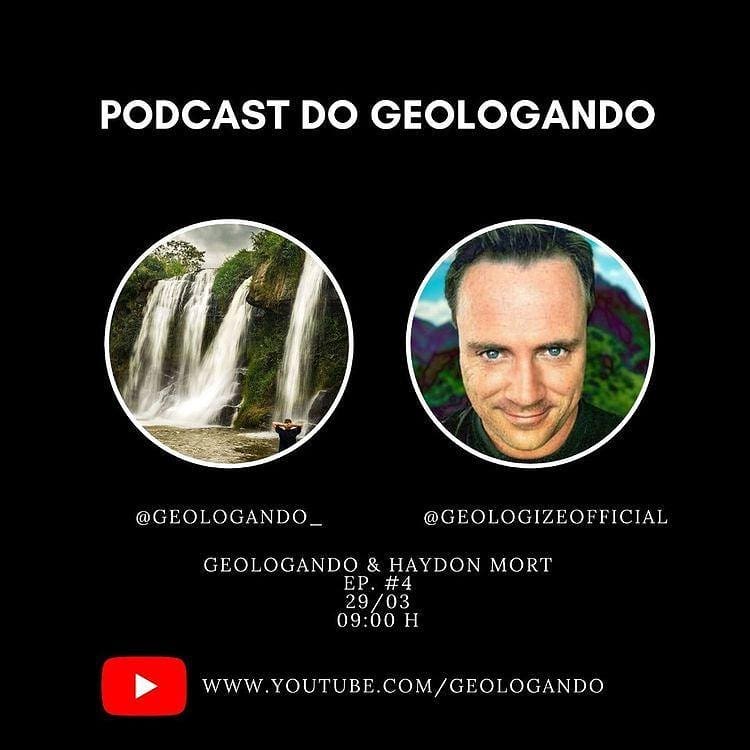 PODCAST DO GEOLOGANDO
@GEOLOGANDO_
@GEOLOGIZEOFFICIAL
GEOLOGANDO & HAYDON MORT
EP. #4
29/03
09:00 H
WWW.YOUTUBE.COM/GEOLOGANDO